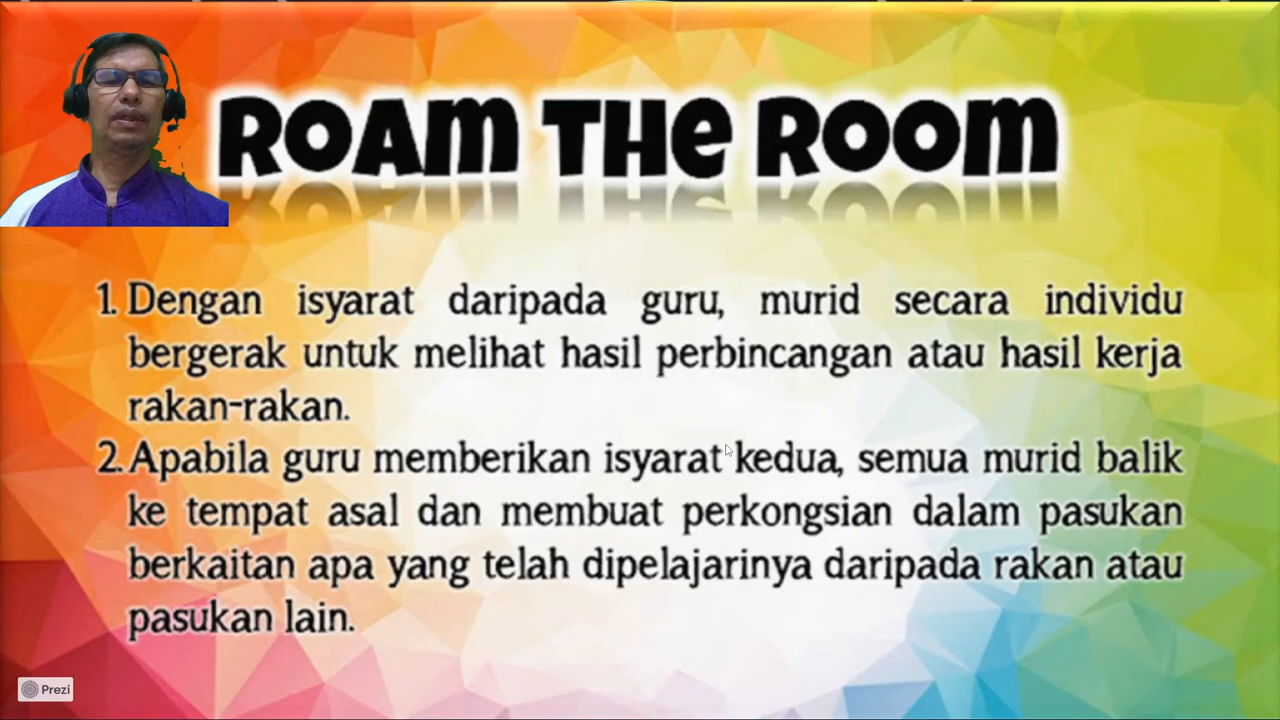 ROAM THE ROOM
1. Dengan isyarat daripada guru, murid secara individu
bergerak untuk melihat hasil perbincangan atau hasil kerja
rakan-rakan.
2. Apabila guru memberikan isyarat kedua, semua murid balik
ke tempat asal dan membuat perkongsian dalam pasukan
berkaitan apa yang telah dipelajarinya daripada rakan atau
pasukan lain.
Prezi